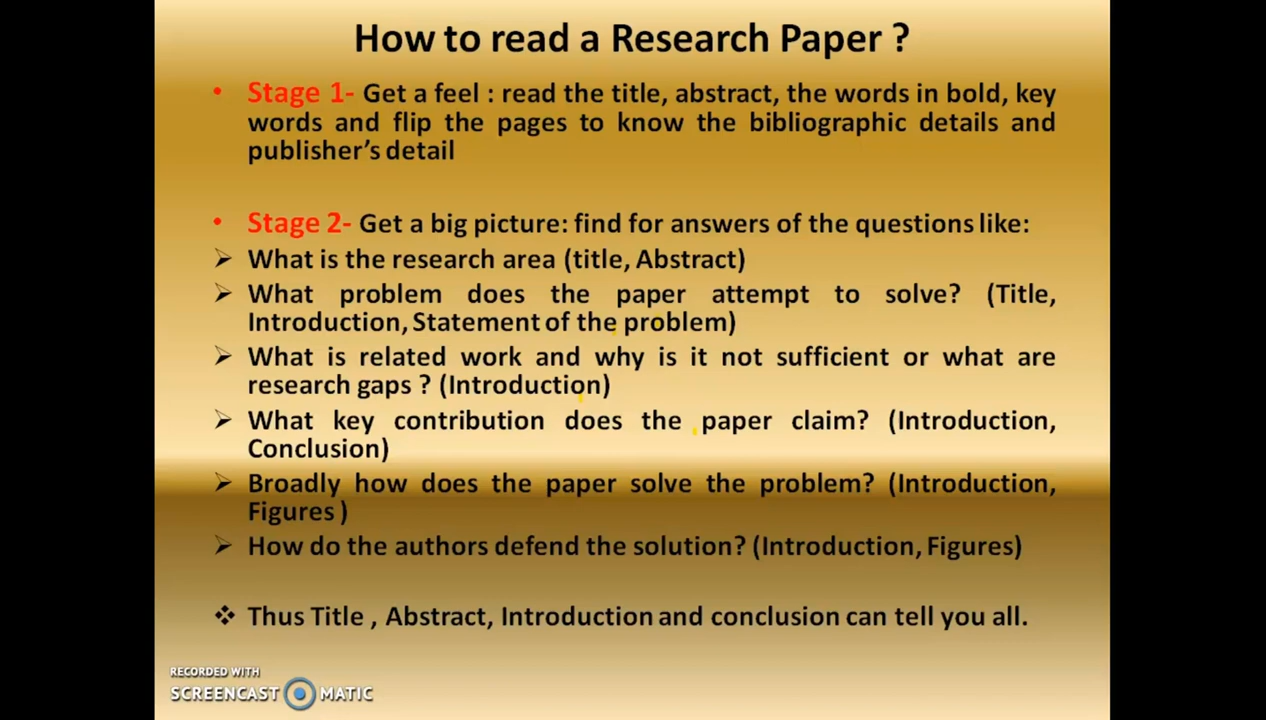 How to read a Research Paper ?
• Stage 1- Get a feel : read the title, abstract, the words in bold, key
words and flip the pages to know the bibliographic details and
publisher's detail
• Stage 2- Get a big picture: find for answers of the questions like:
➢ What is the research area (title, Abstract)
➢ What problem does the paper attempt to solve? (Title,
Introduction, Statement of the problem)
➢ What is related work and why is it not sufficient or what are
research gaps ? (Introduction)
➢ What key contribution does the paper claim? (Introduction,
Conclusion)
➢ Broadly how does the paper solve the problem? (Introduction,
Figures )
➢ How do the authors defend the solution? (Introduction, Figures)
❖ Thus Title , Abstract, Introduction and conclusion can tell you all.
RECORDED WITH
SCREENCAST MATIC